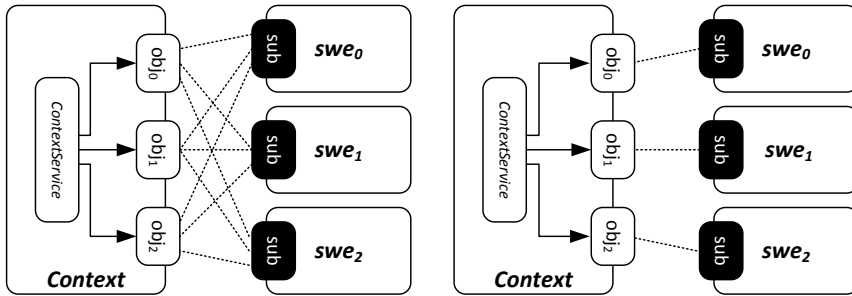 obj₀
sub
swe₀
ContextService
obj₁
sub
swe₁
obj₂
sub
swe₂
Context
obj₀
sub
swe₀
ContextService
obj₁
sub
swe₁
obj₂
sub
swe₂
Context